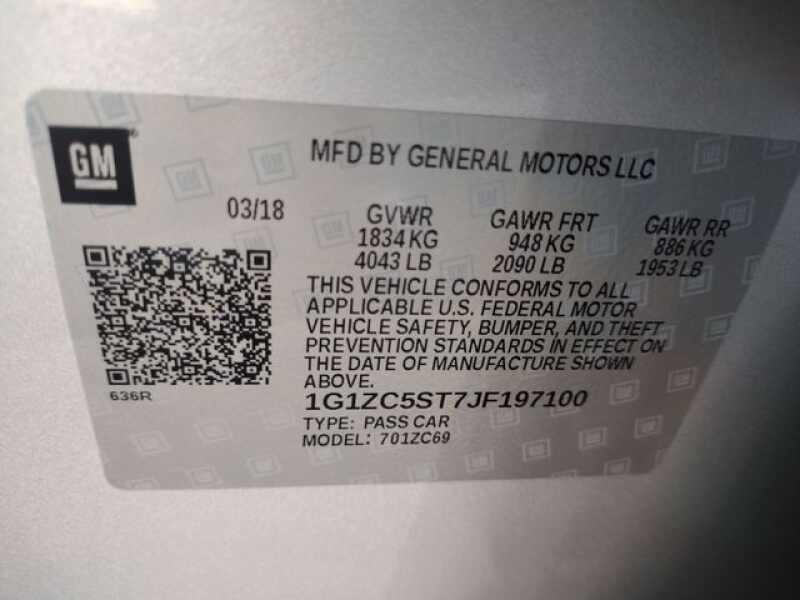 GM
MFD BY GENERAL MOTORS LLC
03/18
GVWR GAWR FRT GAWR RR
1834 KG 948 KG 886 KG
4043 LB 2090 LB 1953 LB
THIS VEHICLE CONFORMS TO ALL
APPLICABLE U.S. FEDERAL MOTOR
VEHICLE SAFETY, BUMPER, AND THEFT
PREVENTION STANDARDS IN EFFECT ON
THE DATE OF MANUFACTURE SHOWN
ABOVE.
636R
1G1ZC5ST7JF197100
TYPE: PASS CAR
MODEL: 701ZC69